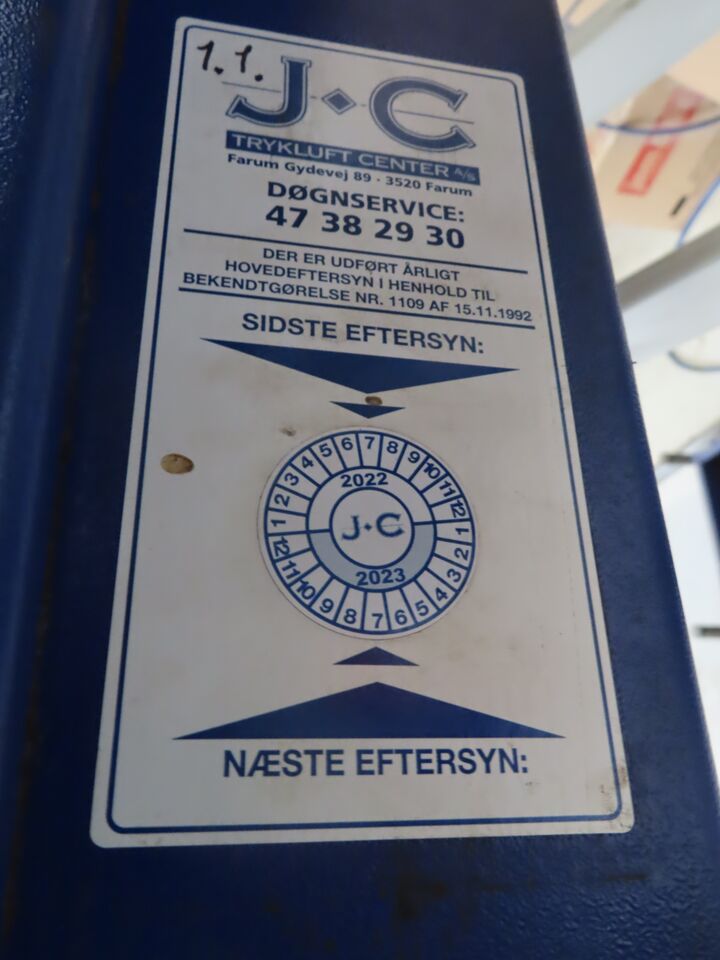 1.1.
J·C
TRYKLUFT CENTER A/S
Farum Gydevej 89 · 3520 Farum
DØGNSERVICE:
47 38 29 30
DER ER UDFØRT ÅRLIGT
HOVEDEFTERSYN I HENHOLD TIL
BEKENDTGØRELSE NR. 1109 AF 15.11.1992
SIDSTE EFTERSYN:
1 2 3 4 5 6 7 8 9 10 11 12
2022
J·C
2023
12 11 10 9 8 7 6 5 4 3 2 1
NÆSTE EFTERSYN: